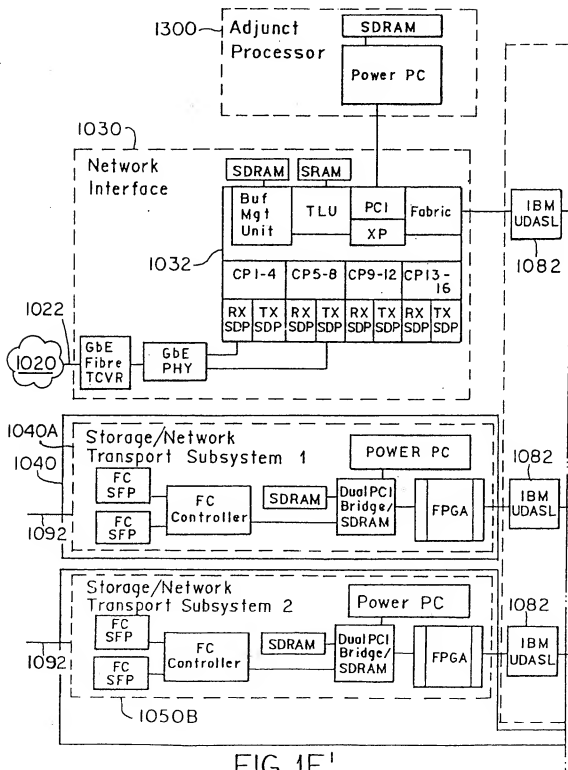 1300
Adjunct
Processor
SDRAM
Power PC
1030
Network
Interface
SDRAM
SRAM
Buf
Mgt
Unit
TLU
PCI
XP
Fabric
IBM
UDASL
1082
1032
CP1-4
CP5-8
CP9-12
CP13-
16
RX
SDP
TX
SDP
RX
SDP
TX
SDP
RX
SDP
TX
SDP
RX
SDP
TX
SDP
1022
1020
GbE
Fibre
TCVR
GbE
PHY
1040A
1040
1092
Storage/Network
Transport Subsystem 1
POWER PC
FC
SFP
FC
SFP
FC
Controller
SDRAM
Dual PCI
Bridge/
SDRAM
FPGA
1082
IBM
UDASL
Storage/Network
Transport Subsystem 2
Power PC
1092
FC
SFP
FC
SFP
FC
Controller
SDRAM
Dual PCI
Bridge/
SDRAM
FPGA
1082
IBM
UDASL
1050B
FIG. 1F'